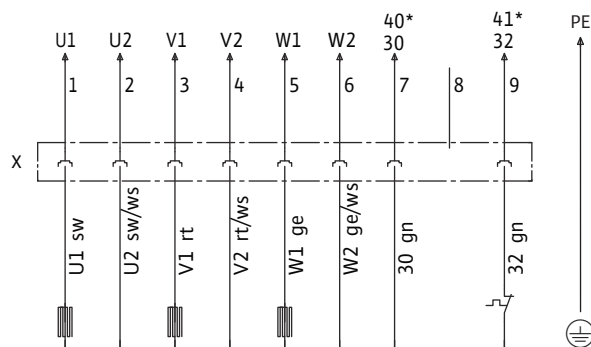 40* 41* PE
U1 U2 V1 V2 W1 W2 30 32
1 2 3 4 5 6 7 8 9
X
U1 sw
U2 sw/ws
V1 rt
V2 rt/ws
W1 ge
W2 ge/ws
30 gn
32 gn